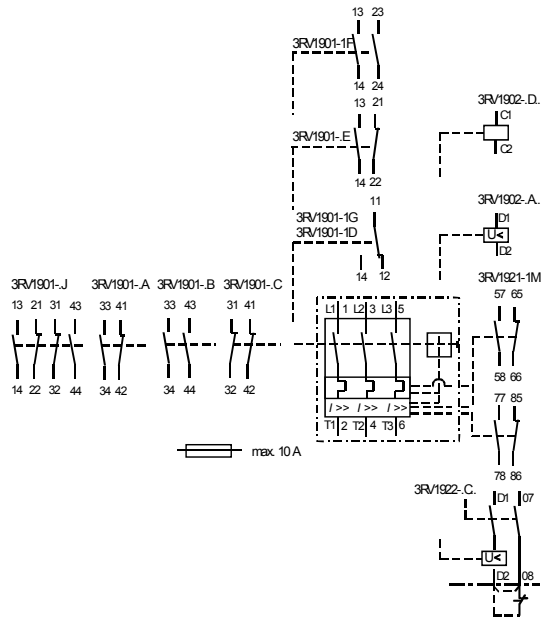 13 23
3RV1901-1F
14 24
13 21
3RV1901-.E
14 22
11
3RV1901-1G
3RV1901-1D
14 12
3RV1902-.D..
C1
C2
3RV1902-.A..
D1
U<
D2
3RV1901-.J 3RV1901-.A 3RV1901-.B 3RV1901-.C
13 21 31 43 33 41 33 43 31 41
14 22 32 44 34 42 34 44 32 42
L1 1 L2 3 L3 5
I >> I >> I >>
T1 2 T2 4 T3 6
3RV1921-1M
57 65
58 66
77 85
78 86
max. 10 A
3RV1922-.C.
D1 07
U<
D2 08